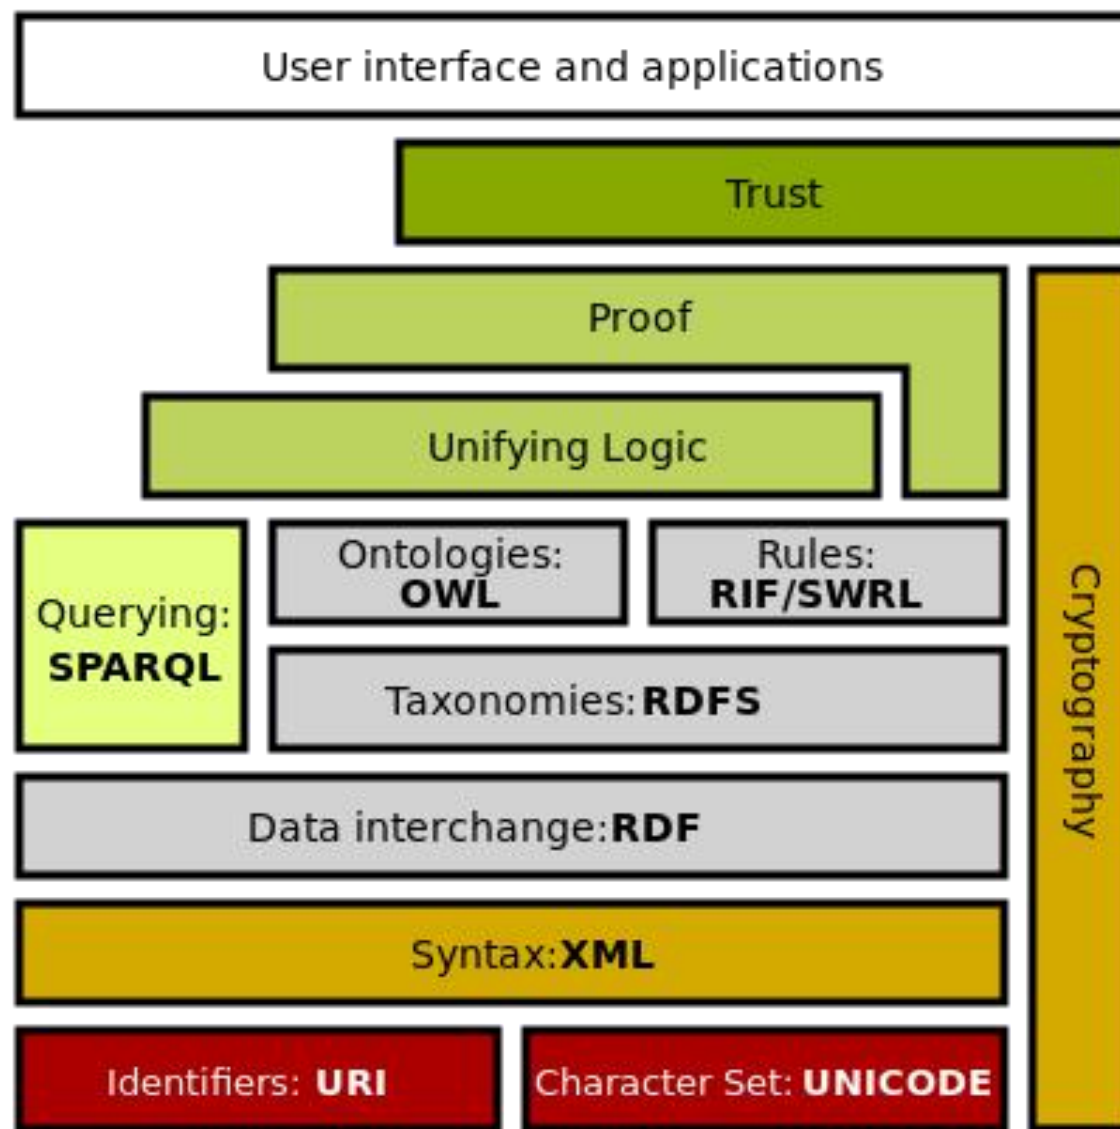 User interface and applications
Trust
Proof
Unifying Logic
Ontologies:
OWL
Rules:
RIF/SWRL
Querying:
SPARQL
Taxonomies: RDFS
Cryptography
Data interchange: RDF
Syntax: XML
Identifiers: URI
Character Set: UNICODE